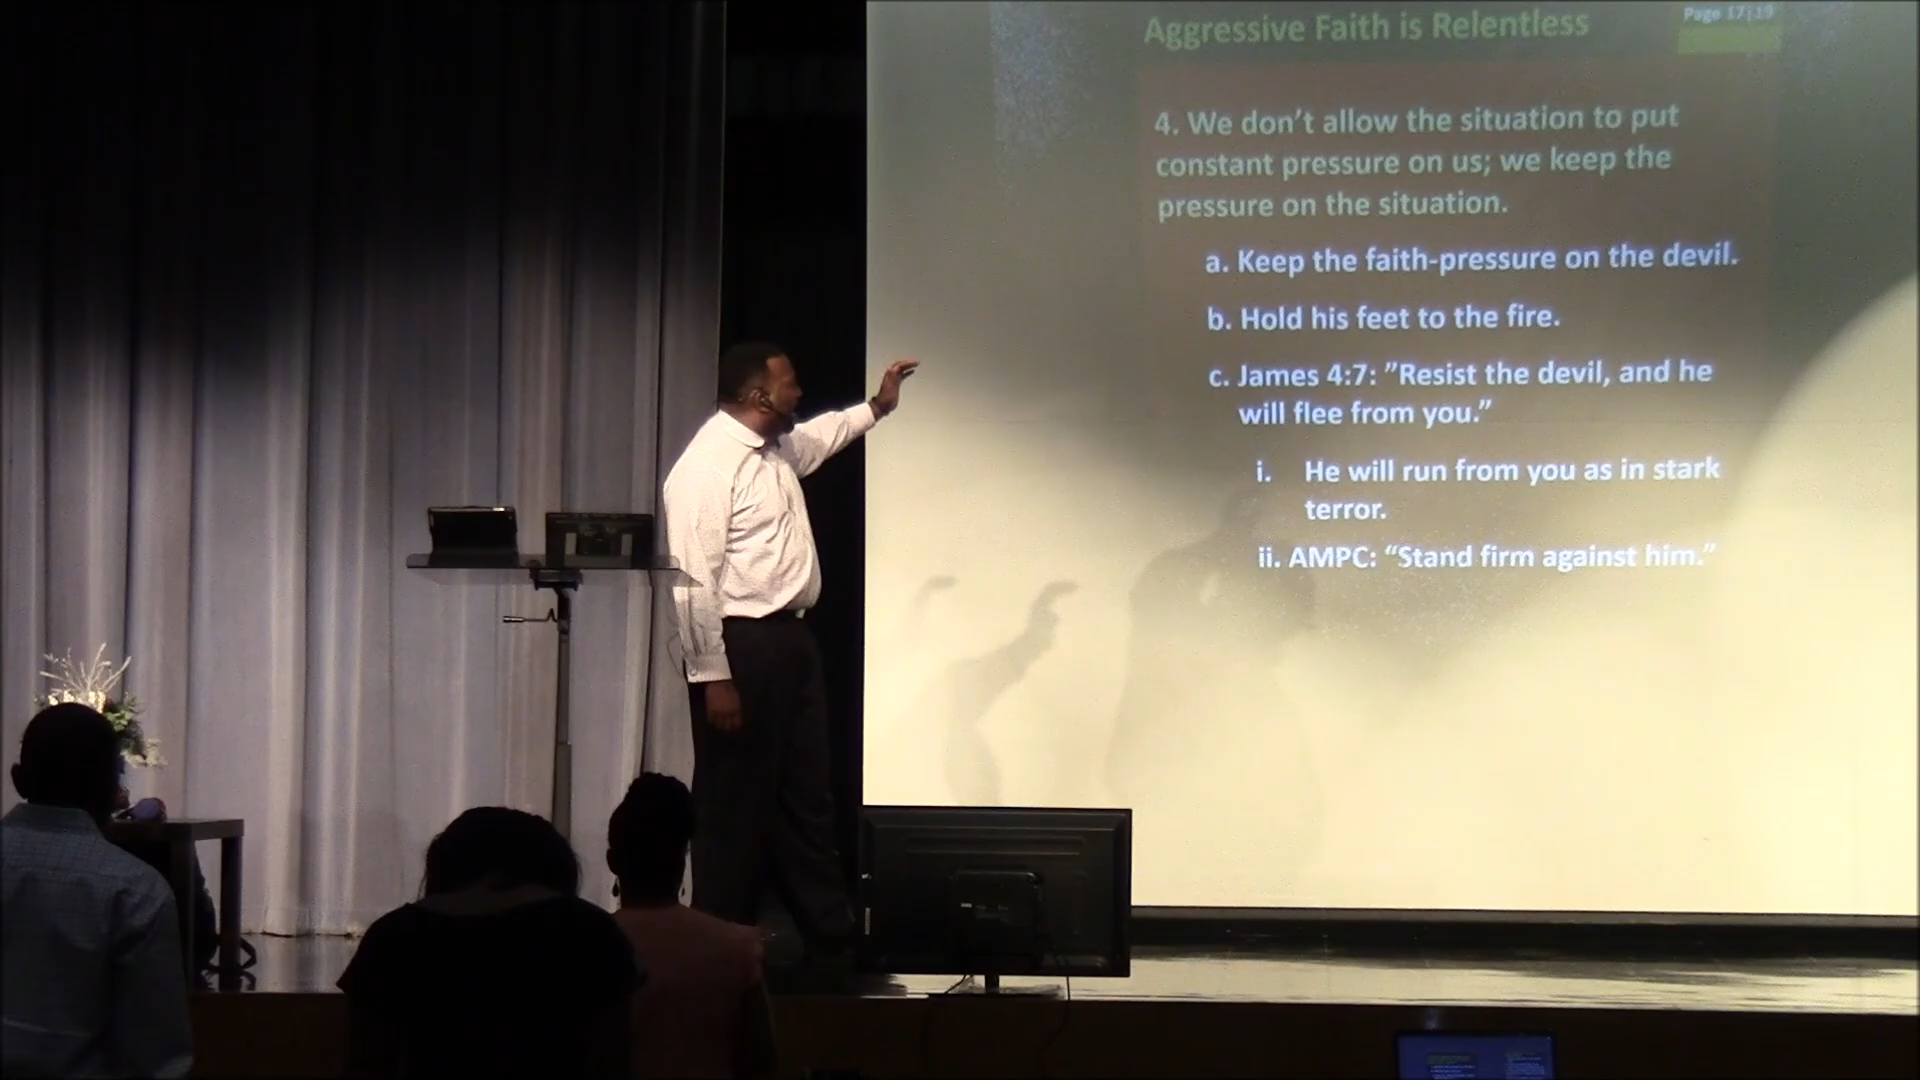 Aggressive Faith is Relentless
Page 17|19
4. We don’t allow the situation to put
constant pressure on us; we keep the
pressure on the situation.
a. Keep the faith-pressure on the devil.
b. Hold his feet to the fire.
c. James 4:7: ”Resist the devil, and he
will flee from you.”
i. He will run from you as in stark
terror.
ii. AMPC: “Stand firm against him.”